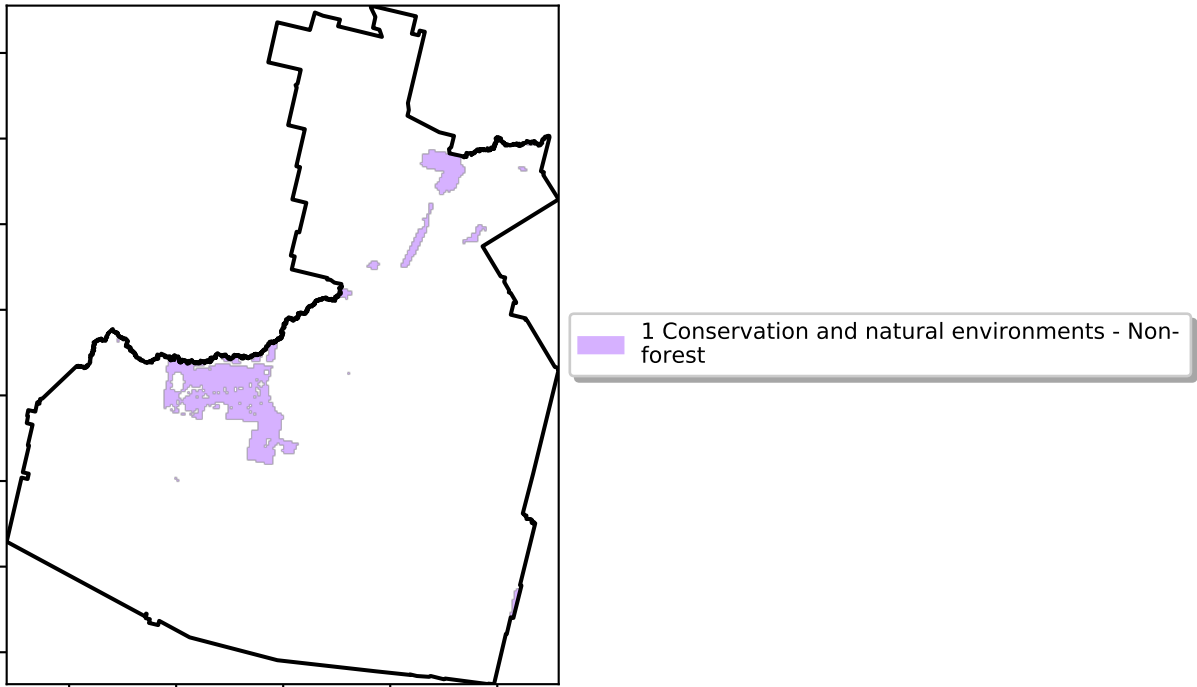 1 Conservation and natural environments - Non-
forest